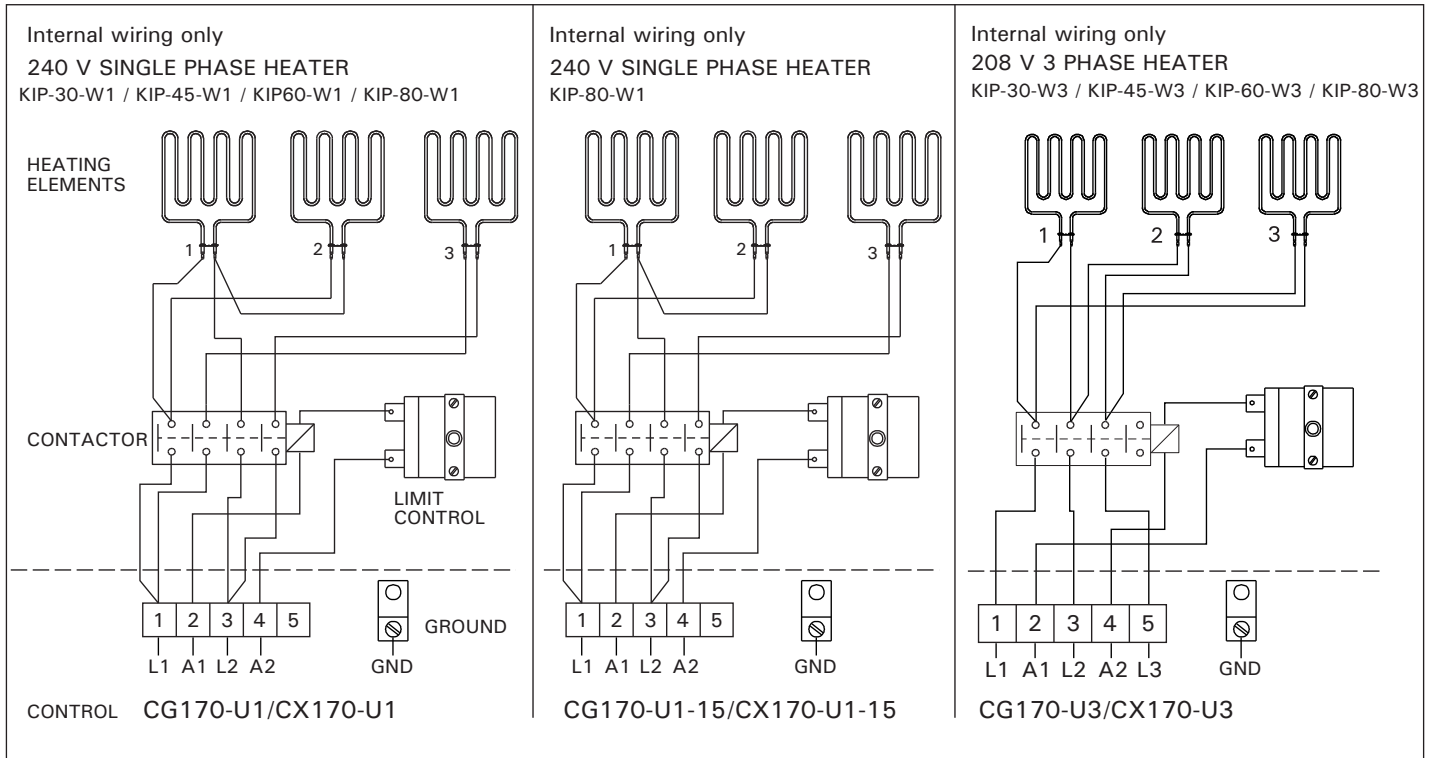 Internal wiring only
240 V SINGLE PHASE HEATER
KIP-30-W1 / KIP-45-W1 / KIP60-W1 / KIP-80-W1
HEATING
ELEMENTS
1
2
3
CONTACTOR
LIMIT
CONTROL
1 2 3 4 5
GROUND
L1 A1 L2 A2
GND
CONTROL CG170-U1/CX170-U1
Internal wiring only
240 V SINGLE PHASE HEATER
KIP-80-W1
1
2
3
1 2 3 4 5
L1 A1 L2 A2
GND
CG170-U1-15/CX170-U1-15
Internal wiring only
208 V 3 PHASE HEATER
KIP-30-W3 / KIP-45-W3 / KIP-60-W3 / KIP-80-W3
1
2
3
1 2 3 4 5
L1 A1 L2 A2 L3
GND
CG170-U3/CX170-U3